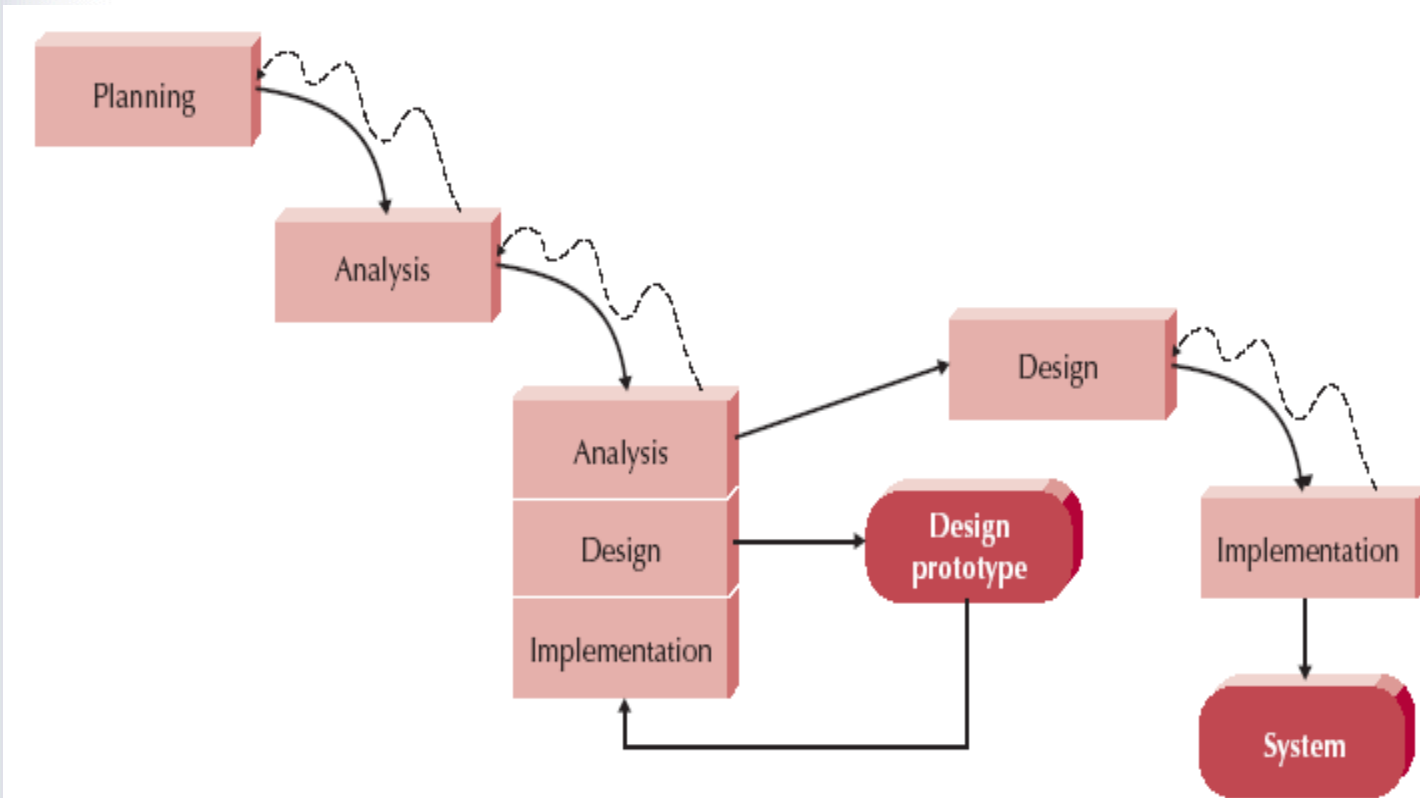 Planning
Analysis
Analysis
Design
Implementation
Design
prototype
Design
Implementation
System